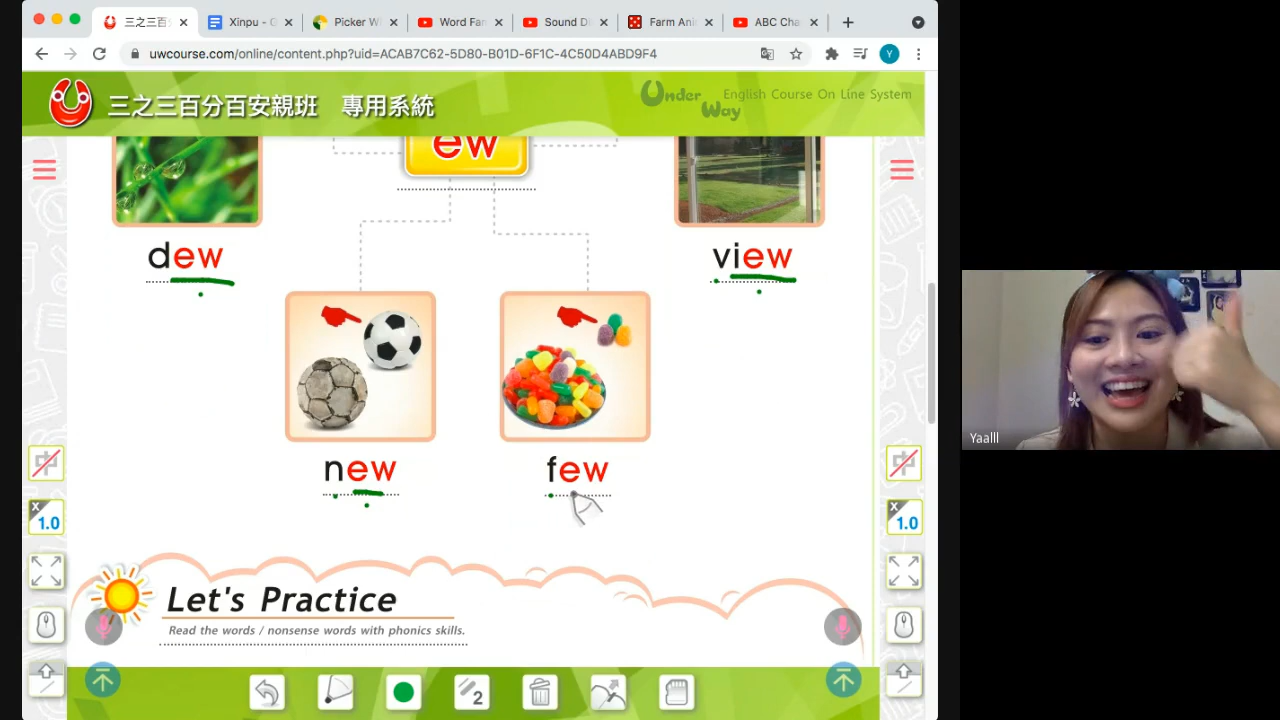 三之三百
Xinpu - G
Picker W
Word Fan
Sound Di
Farm Ani
ABC Cha
uwcourse.com/online/content.php?uid=ACAB7C62-5D80-B01D-6F1C-4C50D4ABD9F4
Y
三之三百分百安親班 專用系統
Under Way
English Course On Line System
ew
dew
view
new
few
Yaalll
中
中
X 1.0
X 1.0
Let's Practice
Read the words / nonsense words with phonics skills.
2